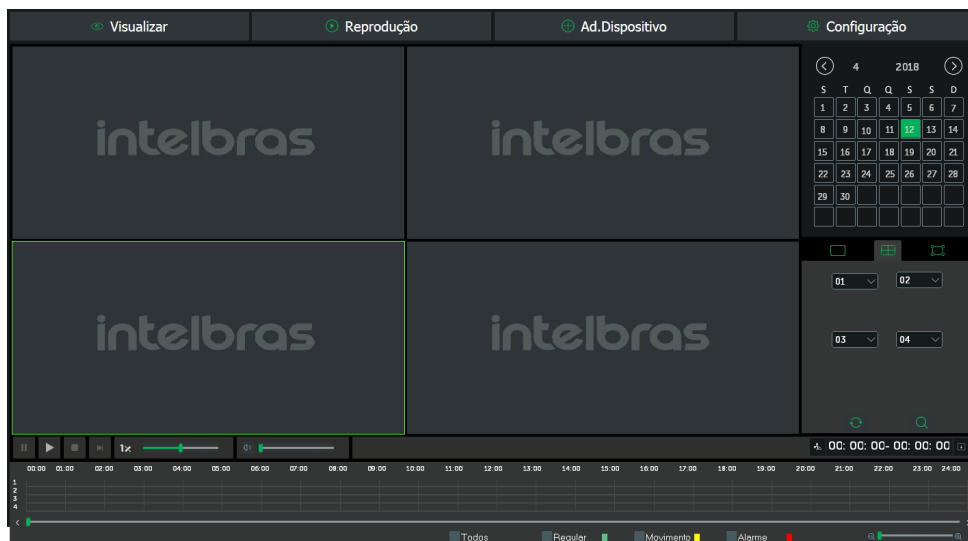 Visualizar Reprodução Ad.Dispositivo Configuração
intelbras intelbras
intelbras intelbras
4 2018
S T Q Q S S D
1 2 3 4 5 6 7
8 9 10 11 12 13 14
15 16 17 18 19 20 21
22 23 24 25 26 27 28
29 30
01 02
03 04
1x 00: 00: 00- 00: 00: 00
00:00 01:00 02:00 03:00 04:00 05:00 06:00 07:00 08:00 09:00 10:00 11:00 12:00 13:00 14:00 15:00 16:00 17:00 18:00 19:00 20:00 21:00 22:00 23:00 24:00
1
2
3
4
Todos Regular Movimento Alarme